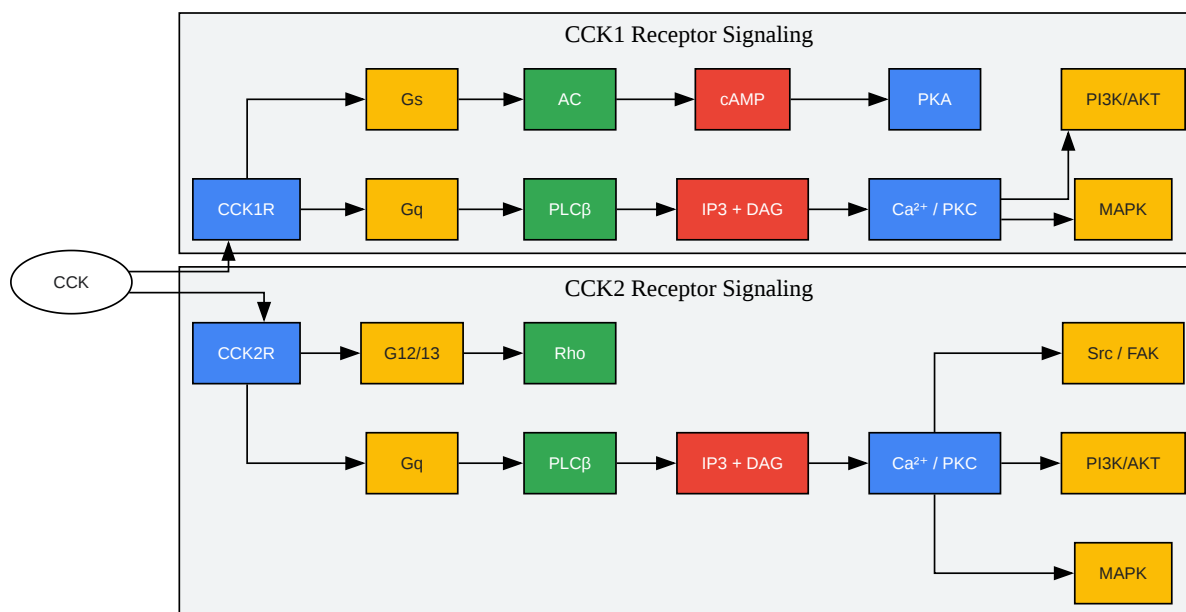 CCK1 Receptor Signaling
Gs
AC
cAMP
PKA
PI3K/AKT
CCK1R
Gq
PLCβ
IP3 + DAG
Ca²⁺ / PKC
MAPK
CCK
CCK2 Receptor Signaling
CCK2R
G12/13
Rho
Src / FAK
Gq
PLCβ
IP3 + DAG
Ca²⁺ / PKC
PI3K/AKT
MAPK